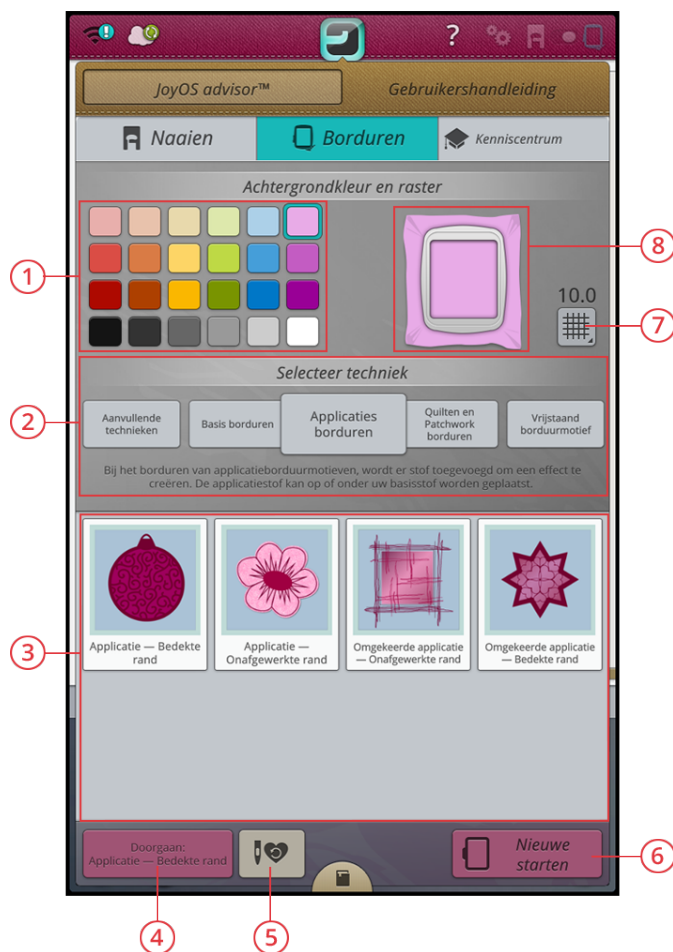 ?
JoyOS advisor™
Gebruikershandleiding
Naaien
Borduren
Kenniscentrum
Achtergrondkleur en raster
1
8
10.0
7
Selecteer techniek
2
Aanvullende
technieken
Basis borduren
Applicaties
borduren
Quilten en
Patchwork
borduren
Vrijstaand
borduurmotief
Bij het borduren van applicatieborduurmotieven, wordt er stof toegevoegd om een effect te
creëren. De applicatiestof kan op of onder uw basisstof worden geplaatst.
3
Applicatie — Bedekte
rand
Applicatie —
Onafgewerkte rand
Omgekeerde applicatie
— Onafgewerkte rand
Omgekeerde applicatie
— Bedekte rand
Doorgaan:
Applicatie — Bedekte rand
Nieuwe
starten
6
4
5